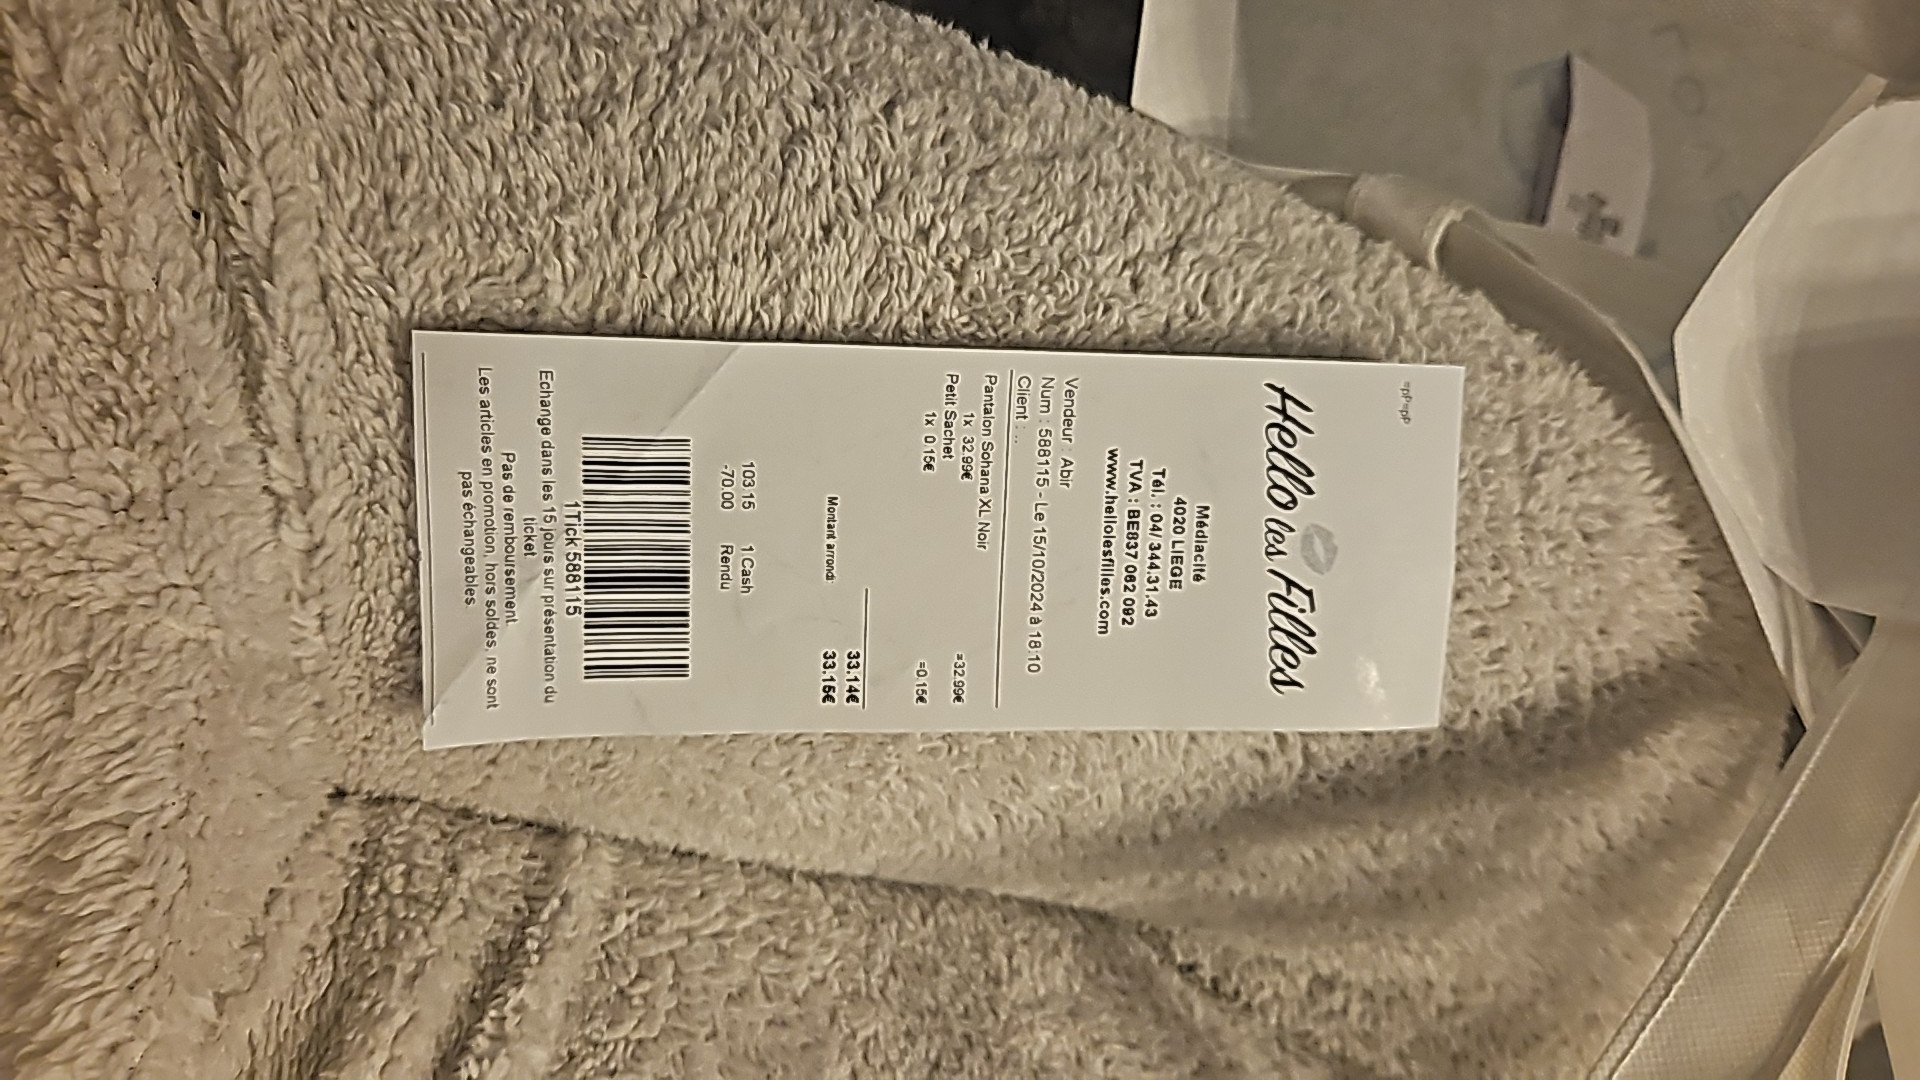 Hello les Filles
Médiacité
4020 LIEGE
Tél. : 04/ 344.31.43
TVA : BE837 062 092
www.hellolesfilles.com
Vendeur : Abir
Num : 588115 - Le 15/10/2024 à 18:10
Client : ..
Pantalon Sohana XL Noir
1x 32.99€ =32.99€
Petit Sachet
1x 0.15€ =0.15€
33.14€
Montant arrondi: 33.15€
103.15 1 Cash
-70.00 Rendu
1Tick 588115
Echange dans les 15 jours sur présentation du
ticket.
Pas de remboursement.
Les articles en promotion, hors soldes, ne sont
pas échangeables.